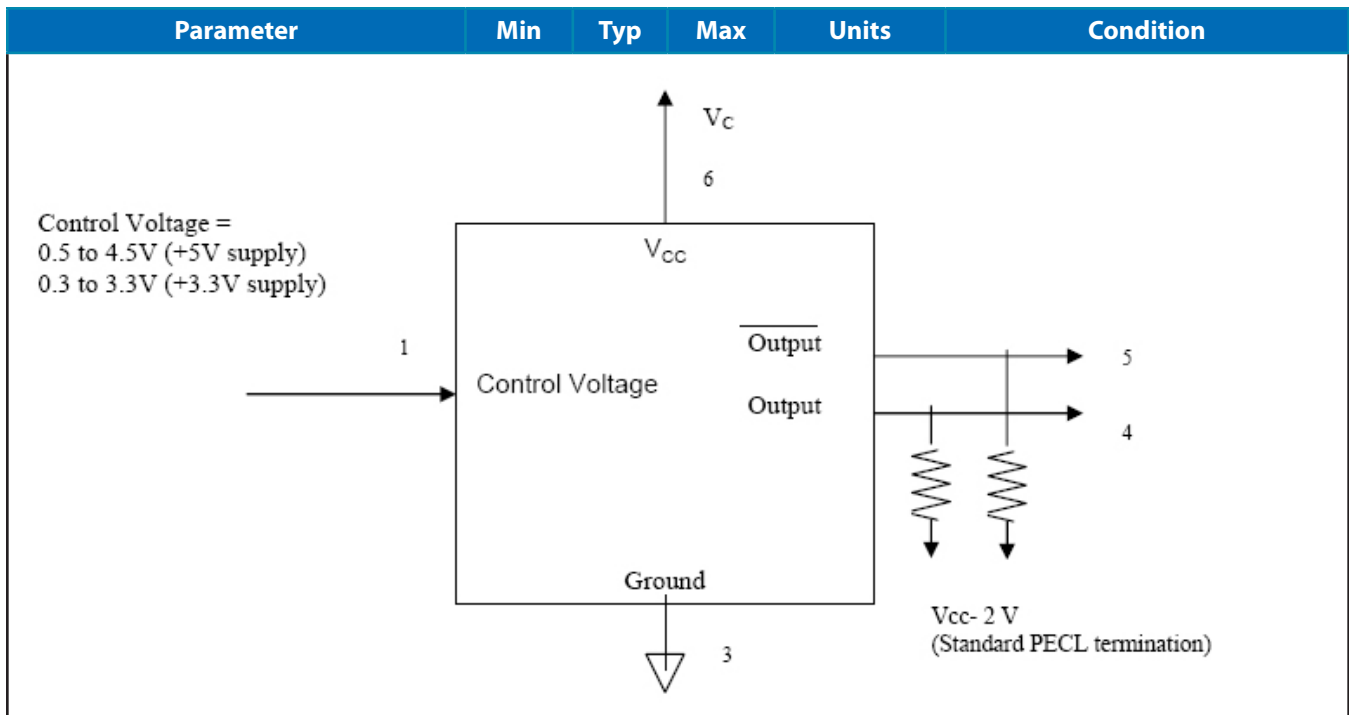 Parameter Min Typ Max Units Condition
VC
6
Control Voltage =
0.5 to 4.5V (+5V supply)
0.3 to 3.3V (+3.3V supply)
VCC
1
Control Voltage
Output
5
Output
4
Ground
3
Vcc- 2 V
(Standard PECL termination)